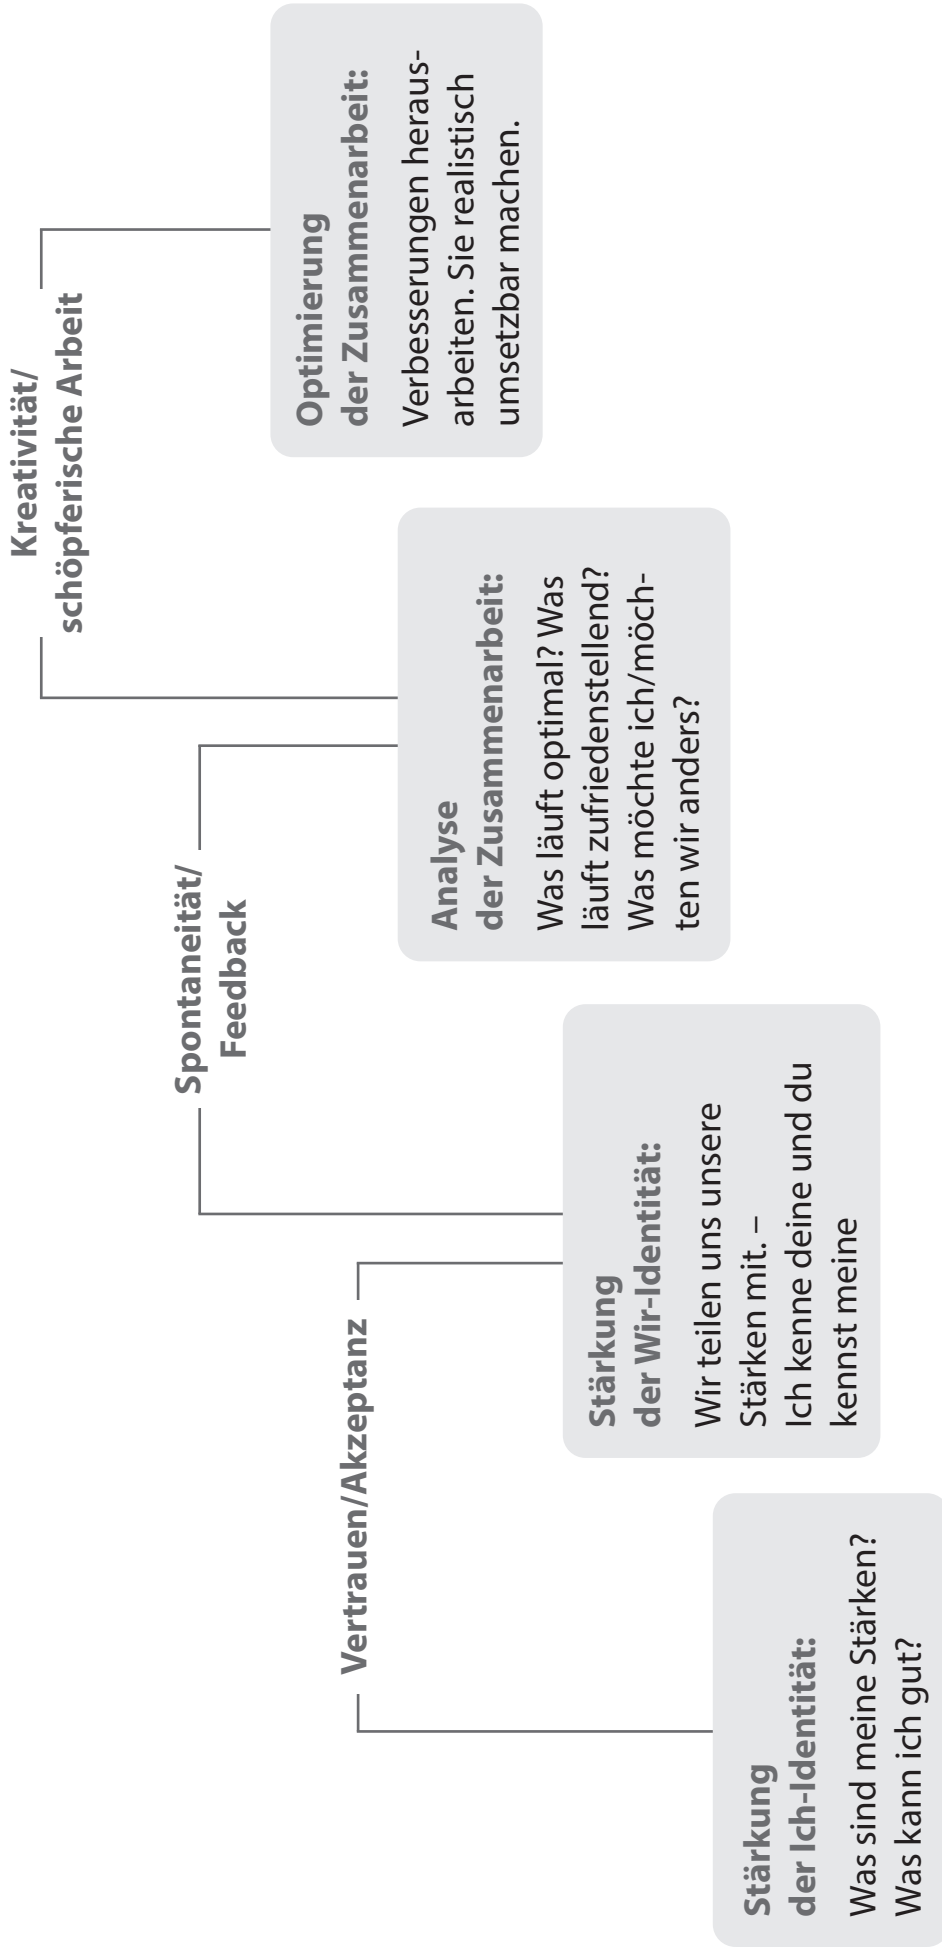 Stärkung
der Ich-Identität:
Was sind meine Stärken?
Was kann ich gut?
Vertrauen/Akzeptanz
Stärkung
der Wir-Identität:
Wir teilen uns unsere
Stärken mit. –
Ich kenne deine und du
kennst meine
Spontaneität/
Feedback
Analyse
der Zusammenarbeit:
Was läuft optimal? Was
läuft zufriedenstellend?
Was möchte ich/möch-
ten wir anders?
Kreativität/
schöpferische Arbeit
Optimierung
der Zusammenarbeit:
Verbesserungen heraus-
arbeiten. Sie realistisch
umsetzbar machen.